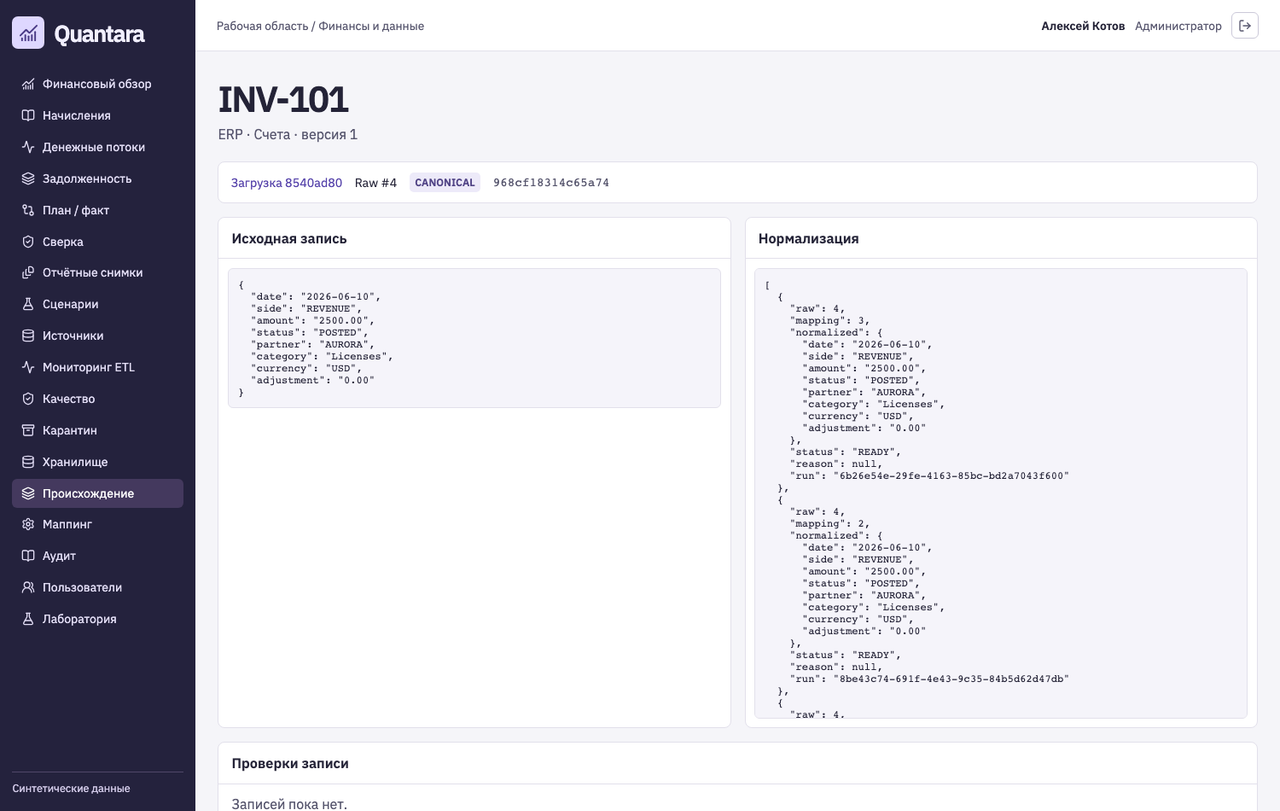 Quantara
Финансовый обзор
Начисления
Денежные потоки
Задолженность
План / факт
Сверка
Отчётные снимки
Сценарии
Источники
Мониторинг ETL
Качество
Карантин
Хранилище
Происхождение
Маппинг
Аудит
Пользователи
Лаборатория
Синтетические данные
Рабочая область / Финансы и данные
Алексей Котов Администратор
INV-101
ERP · Счета · версия 1
Загрузка 8540ad80 Raw #4 CANONICAL 968cf18314c65a74
Исходная запись
{
  "date": "2026-06-10",
  "side": "REVENUE",
  "amount": "2500.00",
  "status": "POSTED",
  "partner": "AURORA",
  "category": "Licenses",
  "currency": "USD",
  "adjustment": "0.00"
}
Нормализация
[
  {
    "raw": 4,
    "mapping": 3,
    "normalized": {
      "date": "2026-06-10",
      "side": "REVENUE",
      "amount": "2500.00",
      "status": "POSTED",
      "partner": "AURORA",
      "category": "Licenses",
      "currency": "USD",
      "adjustment": "0.00"
    },
    "status": "READY",
    "reason": null,
    "run": "6b26e54e-29fe-4163-85bc-bd2a7043f600"
  },
  {
    "raw": 4,
    "mapping": 2,
    "normalized": {
      "date": "2026-06-10",
      "side": "REVENUE",
      "amount": "2500.00",
      "status": "POSTED",
      "partner": "AURORA",
      "category": "Licenses",
      "currency": "USD",
      "adjustment": "0.00"
    },
    "status": "READY",
    "reason": null,
    "run": "8be43c74-691f-4e43-9c35-84b5d62d47db"
  },
  {
    "raw": 4,
Проверки записи
Записей пока нет.